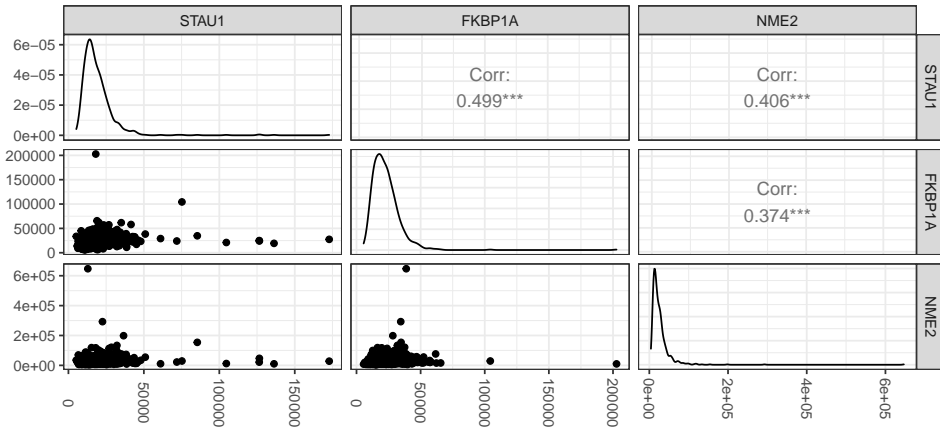 STAU1
FKBP1A
NME2
6e−05
4e−05
2e−05
0e+00
Corr:
0.499***
Corr:
0.406***
STAU1
200000
150000
100000
50000
0
Corr:
0.374***
FKBP1A
6e+05
4e+05
2e+05
0e+00
NME2
0
50000
100000
150000
0
50000
100000
150000
200000
0e+00
2e+05
4e+05
6e+05